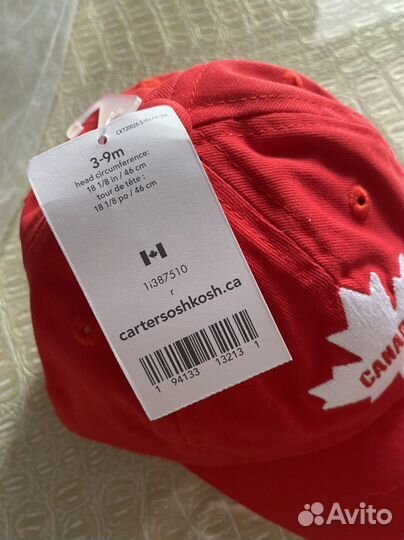 3-9m
head circumference:
18 1/8 in / 46 cm
tour de tête :
18 1/8 po / 46 cm
1i387510
r
cartersoshkosh.ca
1 94133 13213 1
CANAD
Avito